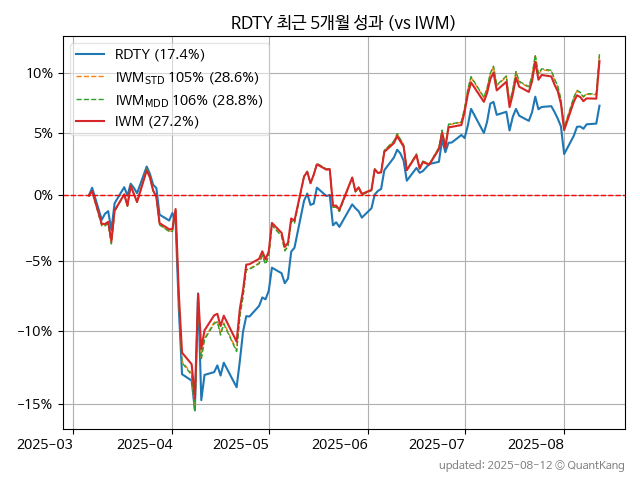 RDTY 최근 5개월 성과 (vs IWM)
RDTY (17.4%)
IWM_STD 105% (28.6%)
IWM_MDD 106% (28.8%)
IWM (27.2%)
10%
5%
0%
−5%
−10%
−15%
2025-03 2025-04 2025-05 2025-06 2025-07 2025-08
updated: 2025-08-12 © QuantKang